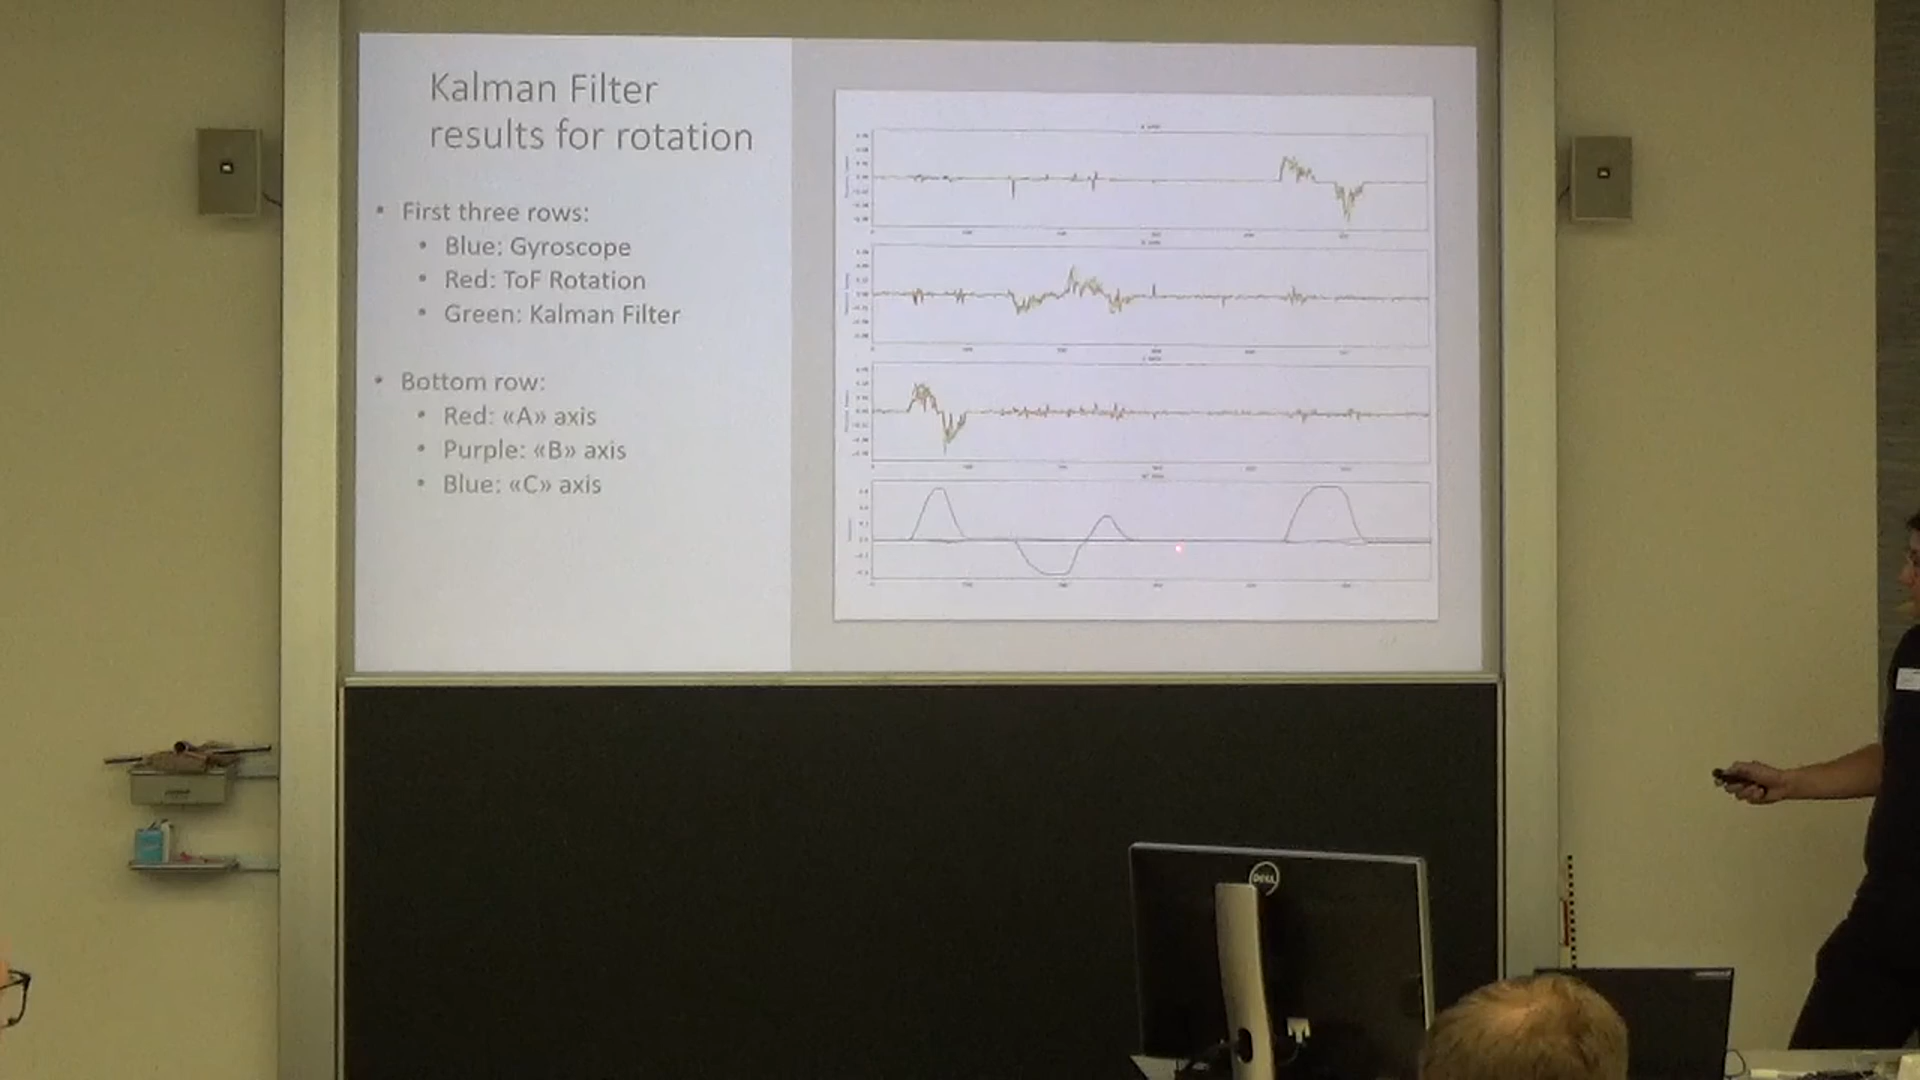 Kalman Filter
results for rotation
• First three rows:
• Blue: Gyroscope
• Red: ToF Rotation
• Green: Kalman Filter
• Bottom row:
• Red: «A» axis
• Purple: «B» axis
• Blue: «C» axis
DELL